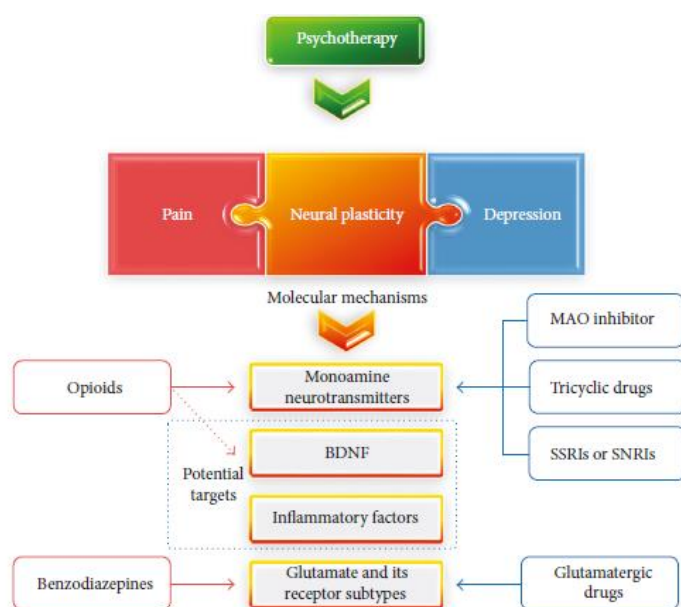 Psychotherapy
Pain
Neural plasticity
Depression
Molecular mechanisms
MAO inhibitor
Opioids
Monoamine
neurotransmitters
Tricyclic drugs
BDNF
SSRIs or SNRIs
Potential
targets
Inflammatory factors
Benzodiazepines
Glutamate and its
receptor subtypes
Glutamatergic
drugs